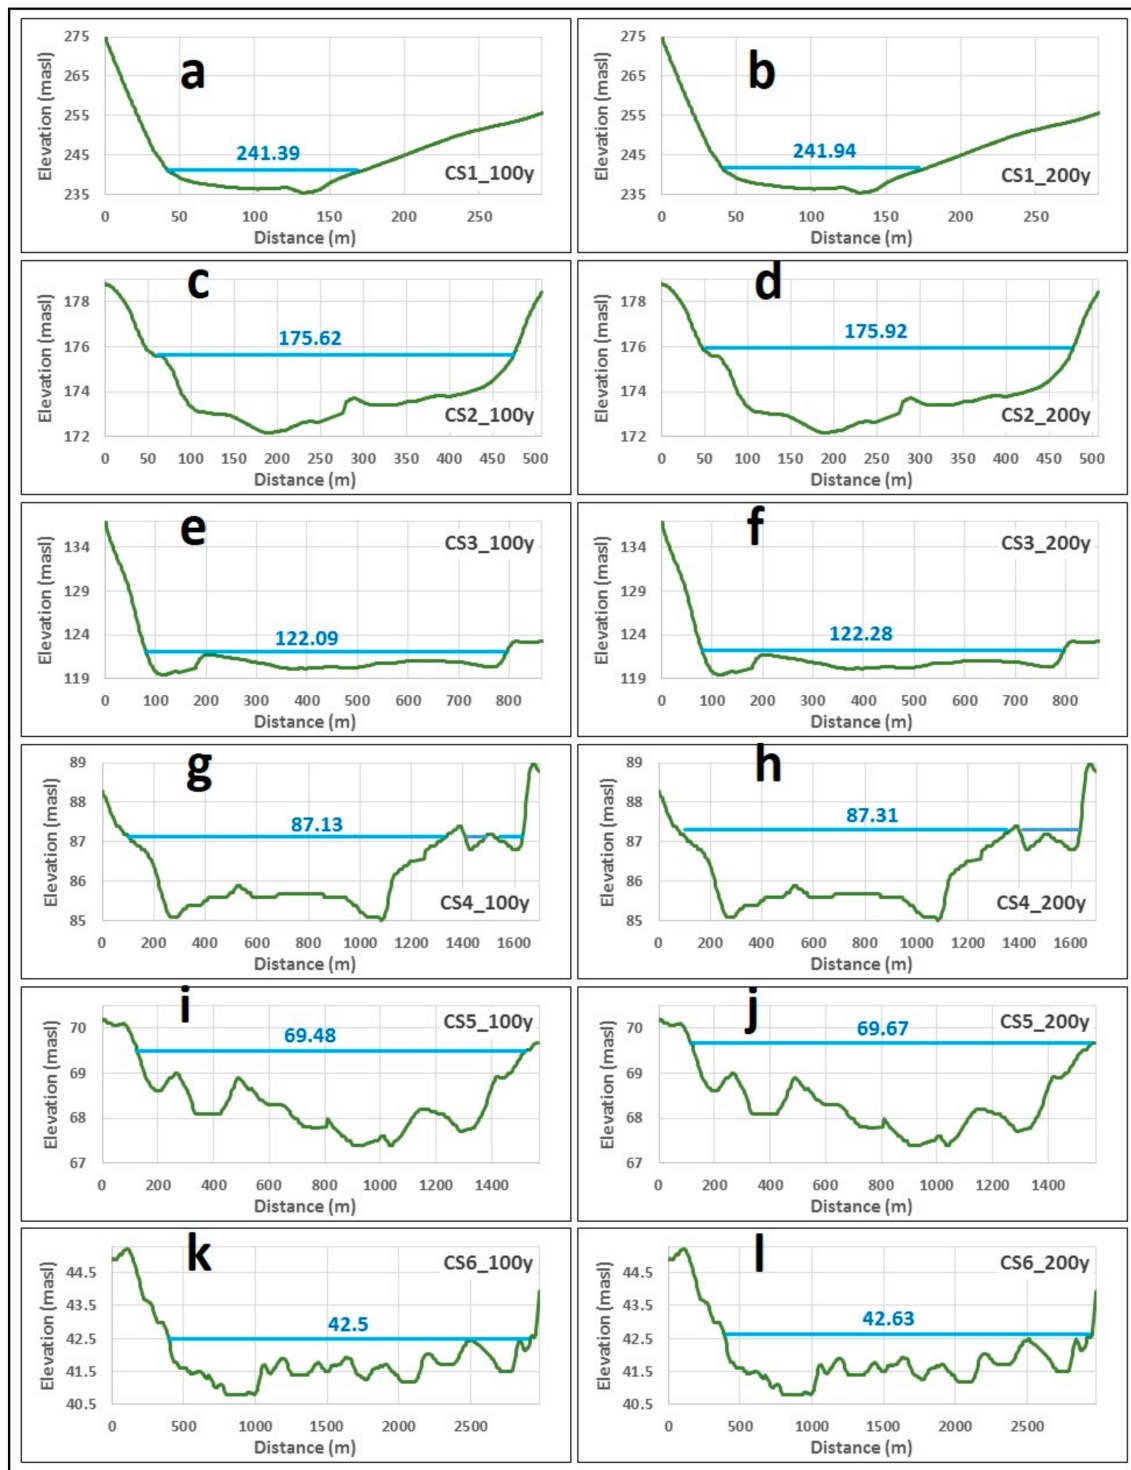 a
275
265
255
245
235
Elevation (masl)
241.39
CS1_100y
0 50 100 150 200 250
Distance (m)
b
275
265
255
245
235
Elevation (masl)
241.94
CS1_200y
0 50 100 150 200 250
Distance (m)
c
178
176
174
172
Elevation (masl)
175.62
CS2_100y
0 50 100 150 200 250 300 350 400 450 500
Distance (m)
d
178
176
174
172
Elevation (masl)
175.92
CS2_200y
0 50 100 150 200 250 300 350 400 450 500
Distance (m)
e
CS3_100y
134
129
124
119
Elevation (masl)
122.09
0 100 200 300 400 500 600 700 800
Distance (m)
f
CS3_200y
134
129
124
119
Elevation (masl)
122.28
0 100 200 300 400 500 600 700 800
Distance (m)
g
89
88
87
86
85
Elevation (masl)
87.13
CS4_100y
0 200 400 600 800 1000 1200 1400 1600
Distance (m)
h
89
88
87
86
85
Elevation (masl)
87.31
CS4_200y
0 200 400 600 800 1000 1200 1400 1600
Distance (m)
i
CS5_100y
70
69
68
67
Elevation (masl)
69.48
0 200 400 600 800 1000 1200 1400
Distance (m)
j
CS5_200y
70
69
68
67
Elevation (masl)
69.67
0 200 400 600 800 1000 1200 1400
Distance (m)
k
CS6_100y
44.5
43.5
42.5
41.5
40.5
Elevation (masl)
42.5
0 500 1000 1500 2000 2500
Distance (m)
l
CS6_200y
44.5
43.5
42.5
41.5
40.5
Elevation (masl)
42.63
0 500 1000 1500 2000 2500
Distance (m)